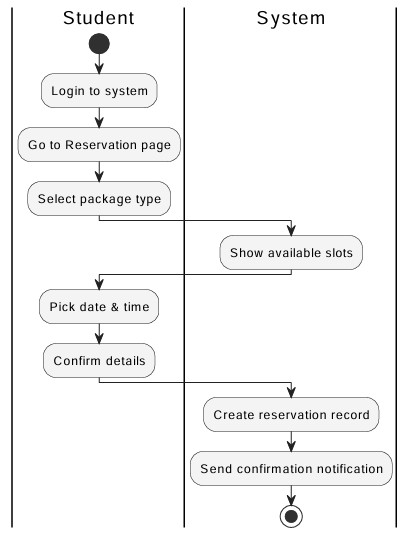 Student
System
Login to system
Go to Reservation page
Select package type
Show available slots
Pick date & time
Confirm details
Create reservation record
Send confirmation notification